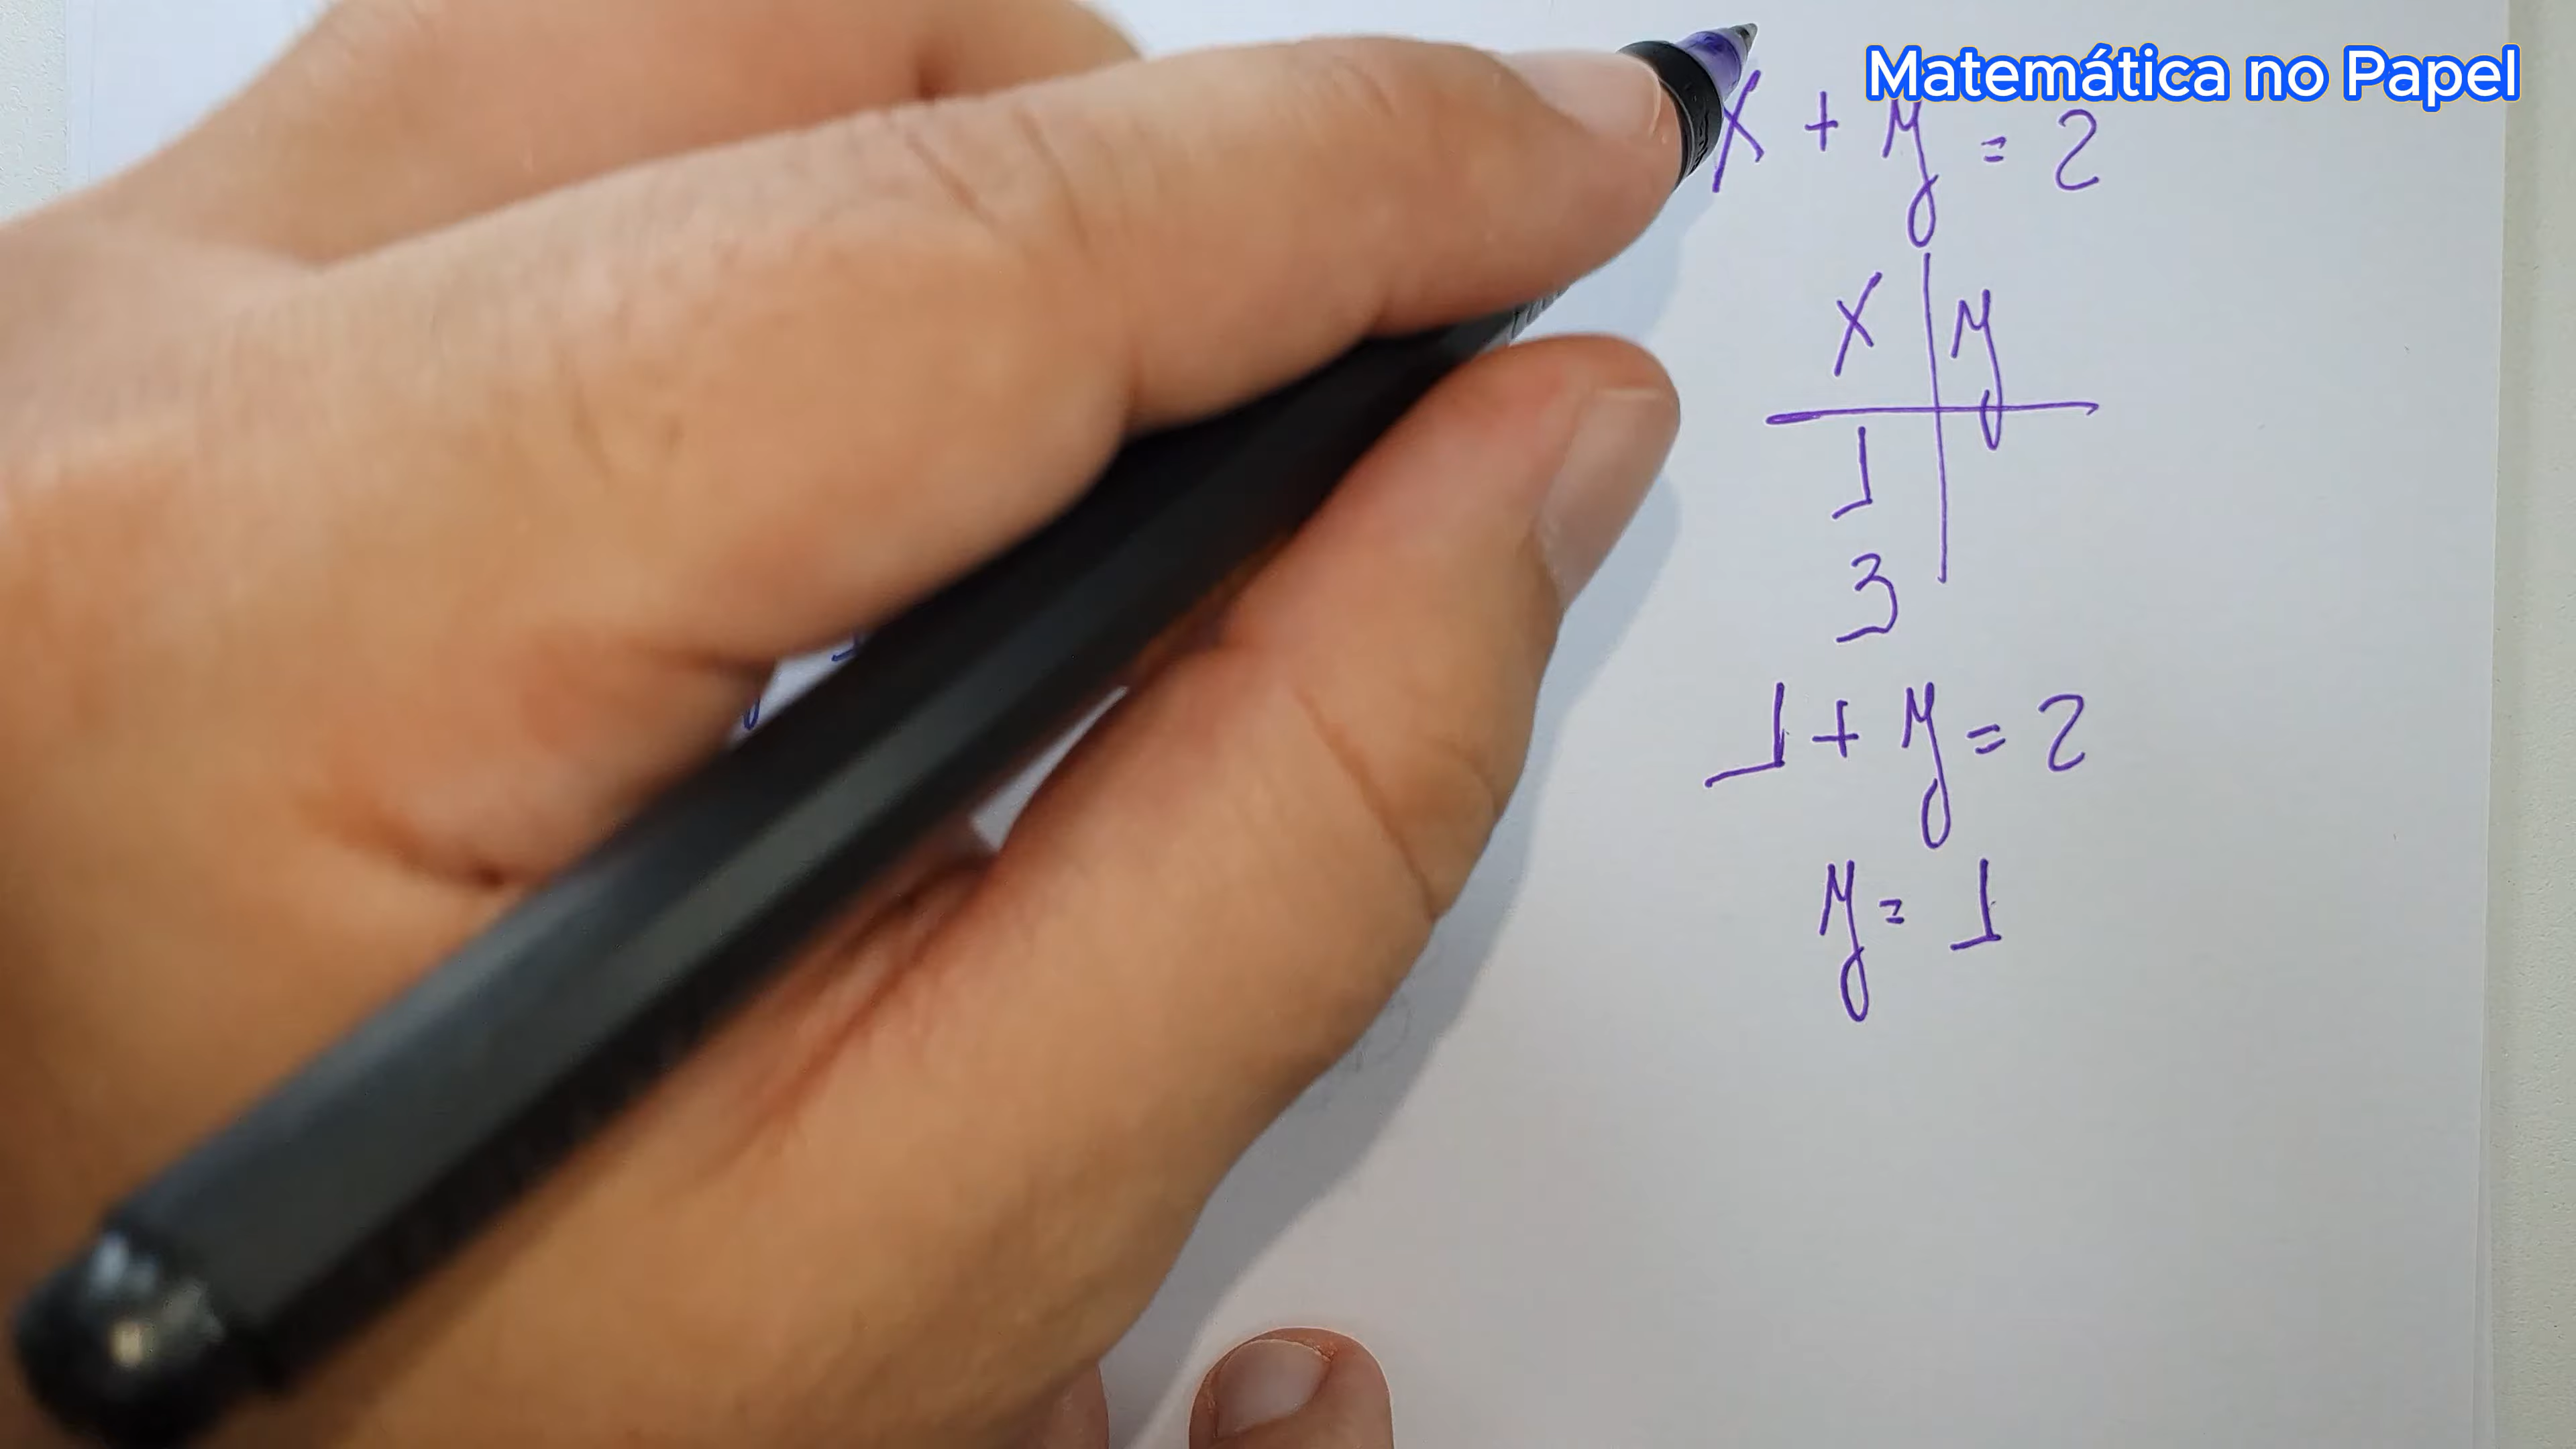 Matemática no Papel
x + y = 2
x y
1
3
1 + y = 2
y = 1